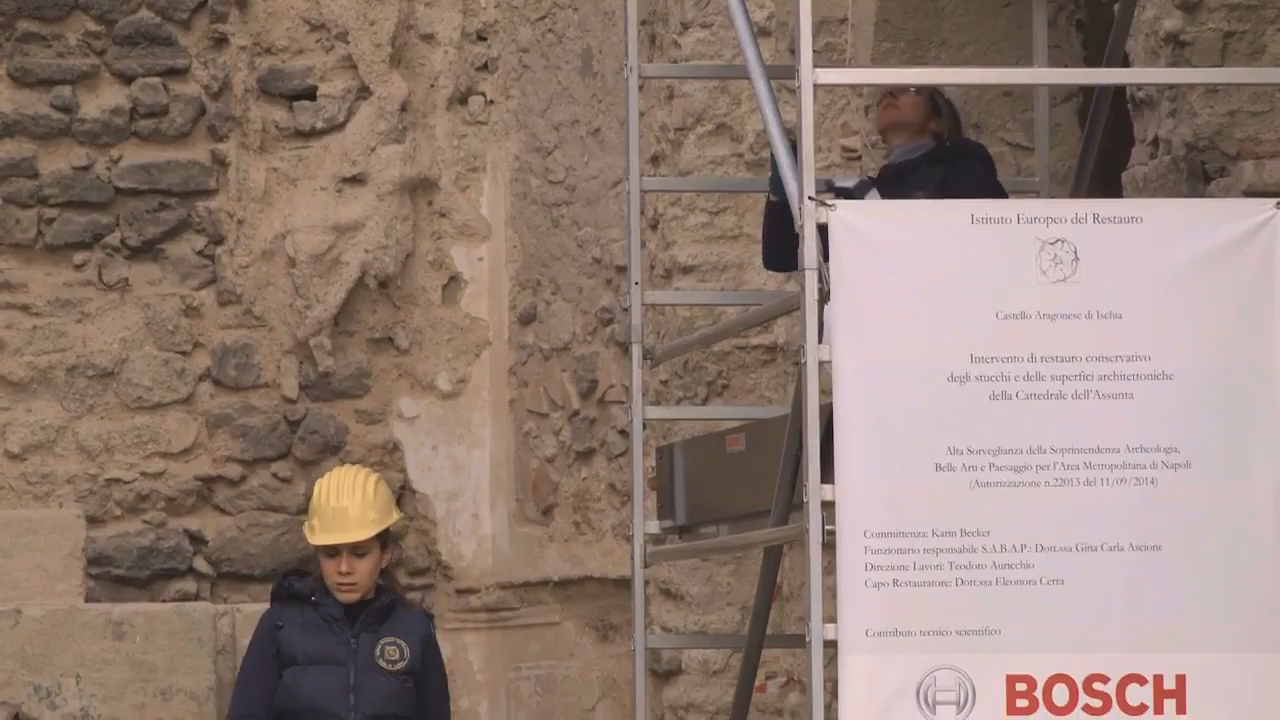 Istituto Europeo del Restauro
Castello Aragonese di Ischia
Intervento di restauro conservativo
degli stucchi e delle superfici architettoniche
della Cattedrale dell'Assunta
Alta Sorveglianza della Soprintendenza Archeologia,
Belle Arti e Paesaggio per l'Area Metropolitana di Napoli
(Autorizzazione n.22013 del 11/09/2014)
Committenza: Karin Becker
Funzionario responsabile S.A.B.A.P.: Dott.ssa Gina Carla Ascione
Direzione Lavori: Teodoro Auricchio
Capo Restauratore: Dott.ssa Eleonora Cerra
Contributo tecnico scientifico
BOSCH